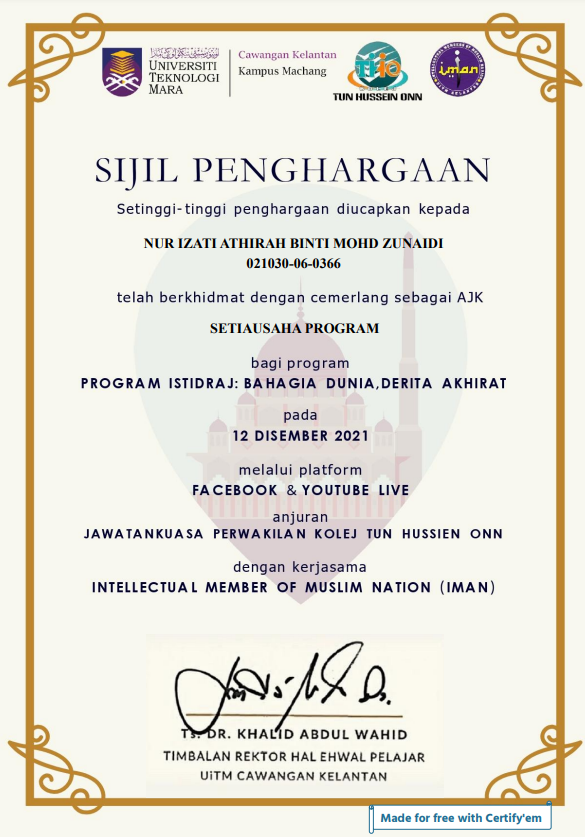 UNIVERSITI
TEKNOLOGI
MARA
Cawangan Kelantan
Kampus Machang
TUN HUSSEIN ONN
iman
SIJIL PENGHARGAAN
Setinggi-tinggi penghargaan diucapkan kepada
NUR IZATI ATHIRAH BINTI MOHD ZUNAIDI
021030-06-0366
telah berkhidmat dengan cemerlang sebagai AJK
SETIAUSAHA PROGRAM
bagi program
PROGRAM ISTIDRAJ: BAHAGIA DUNIA,DERITA AKHIRAT
pada
12 DISEMBER 2021
melalui platform
FACEBOOK & YOUTUBE LIVE
anjuran
JAWATANKUASA PERWAKILAN KOLEJ TUN HUSSIEN ONN
dengan kerjasama
INTELLECTUAL MEMBER OF MUSLIM NATION (IMAN)
Ts. DR. KHALID ABDUL WAHID
TIMBALAN REKTOR HAL EHWAL PELAJAR
UiTM CAWANGAN KELANTAN
Made for free with Certify'em